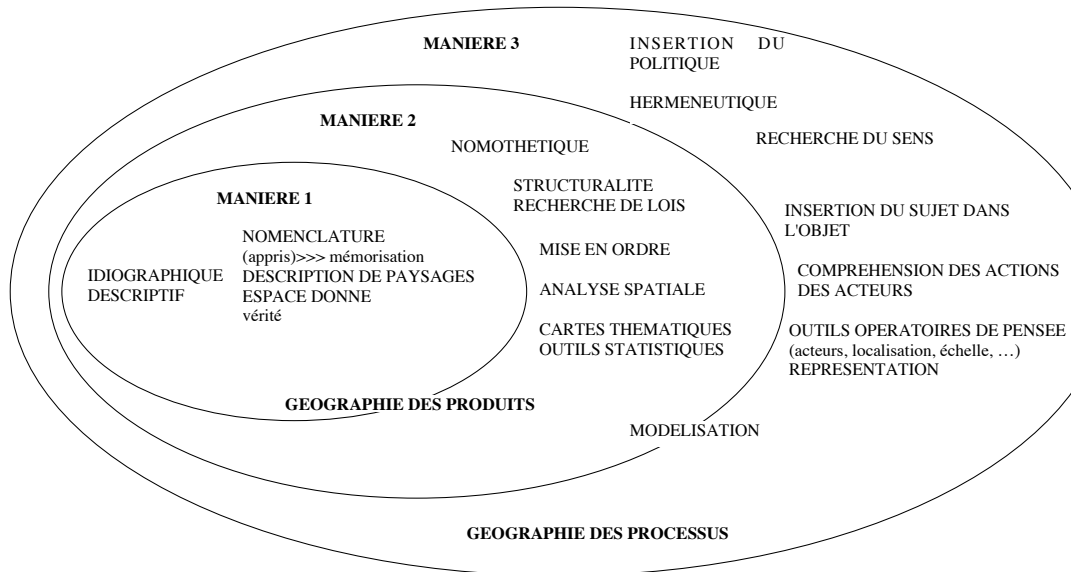 MANIERE 3
INSERTION DU
POLITIQUE
HERMENEUTIQUE
RECHERCHE DU SENS
INSERTION DU SUJET DANS
L'OBJET
COMPREHENSION DES ACTIONS
DES ACTEURS
OUTILS OPERATOIRES DE PENSEE
(acteurs, localisation, échelle, …)
REPRESENTATION
MANIERE 2
NOMOTHETIQUE
STRUCTURALITE
RECHERCHE DE LOIS
MISE EN ORDRE
ANALYSE SPATIALE
CARTES THEMATIQUES
OUTILS STATISTIQUES
MODELISATION
MANIERE 1
IDIOGRAPHIQUE
DESCRIPTIF
NOMENCLATURE
(appris)>>> mémorisation
DESCRIPTION DE PAYSAGES
ESPACE DONNE
vérité
GEOGRAPHIE DES PRODUITS
GEOGRAPHIE DES PROCESSUS